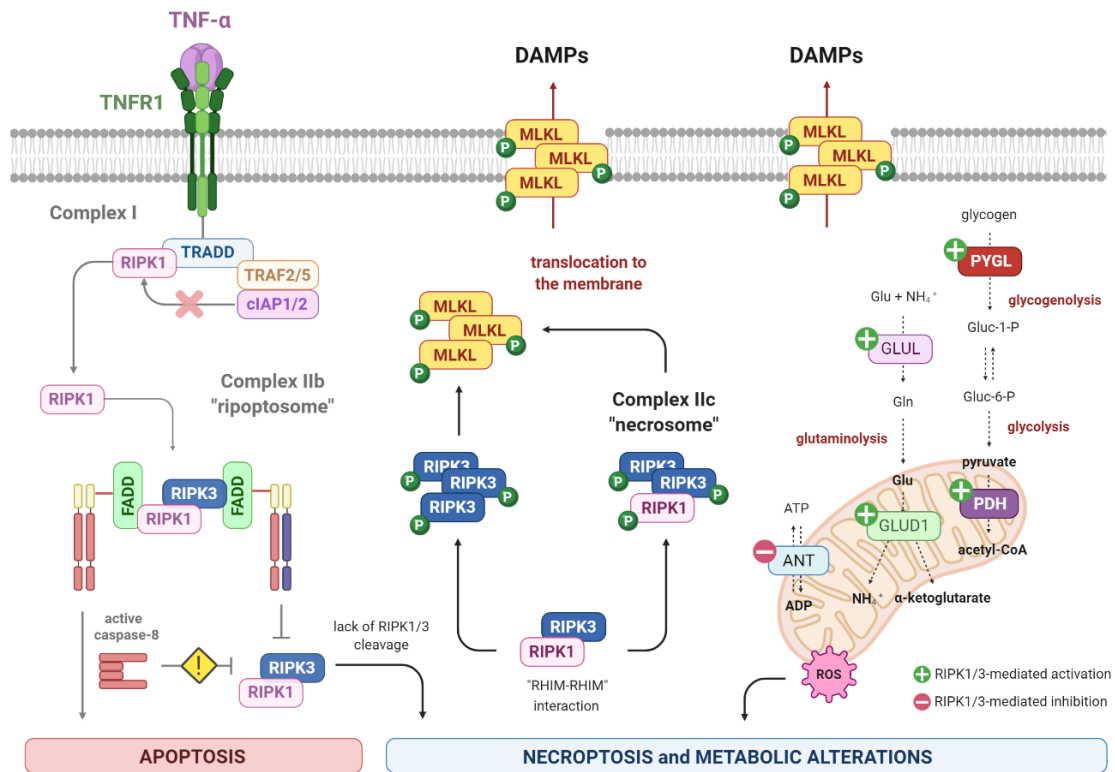 TNF-α
TNFR1
Complex I
TRADD
RIPK1
TRAF2/5
cIAP1/2
RIPK1
Complex IIb
"ripoptosome"
FADD
RIPK3
RIPK1
FADD
active
caspase-8
!
RIPK3
RIPK1
lack of RIPK1/3
cleavage
APOPTOSIS
DAMPs
MLKL
P
MLKL
P
MLKL
P
DAMPs
MLKL
P
MLKL
P
MLKL
P
translocation to
the membrane
MLKL
P
MLKL
P
MLKL
P
Complex IIc
"necrosome"
RIPK3
P
RIPK3
P
RIPK3
P
RIPK3
P
RIPK3
P
RIPK1
P
RIPK3
RIPK1
"RHIM-RHIM"
interaction
glycogen
PYGL
glycogenolysis
Gluc-1-P
Gluc-6-P
glycolysis
pyruvate
PDH
acetyl-CoA
Glu + NH₄⁺
GLUL
Gln
glutaminolysis
Glu
GLUD1
NH₄⁺
α-ketoglutarate
ATP
ANT
ADP
ROS
+ RIPK1/3-mediated activation
− RIPK1/3-mediated inhibition
NECROPTOSIS and METABOLIC ALTERATIONS